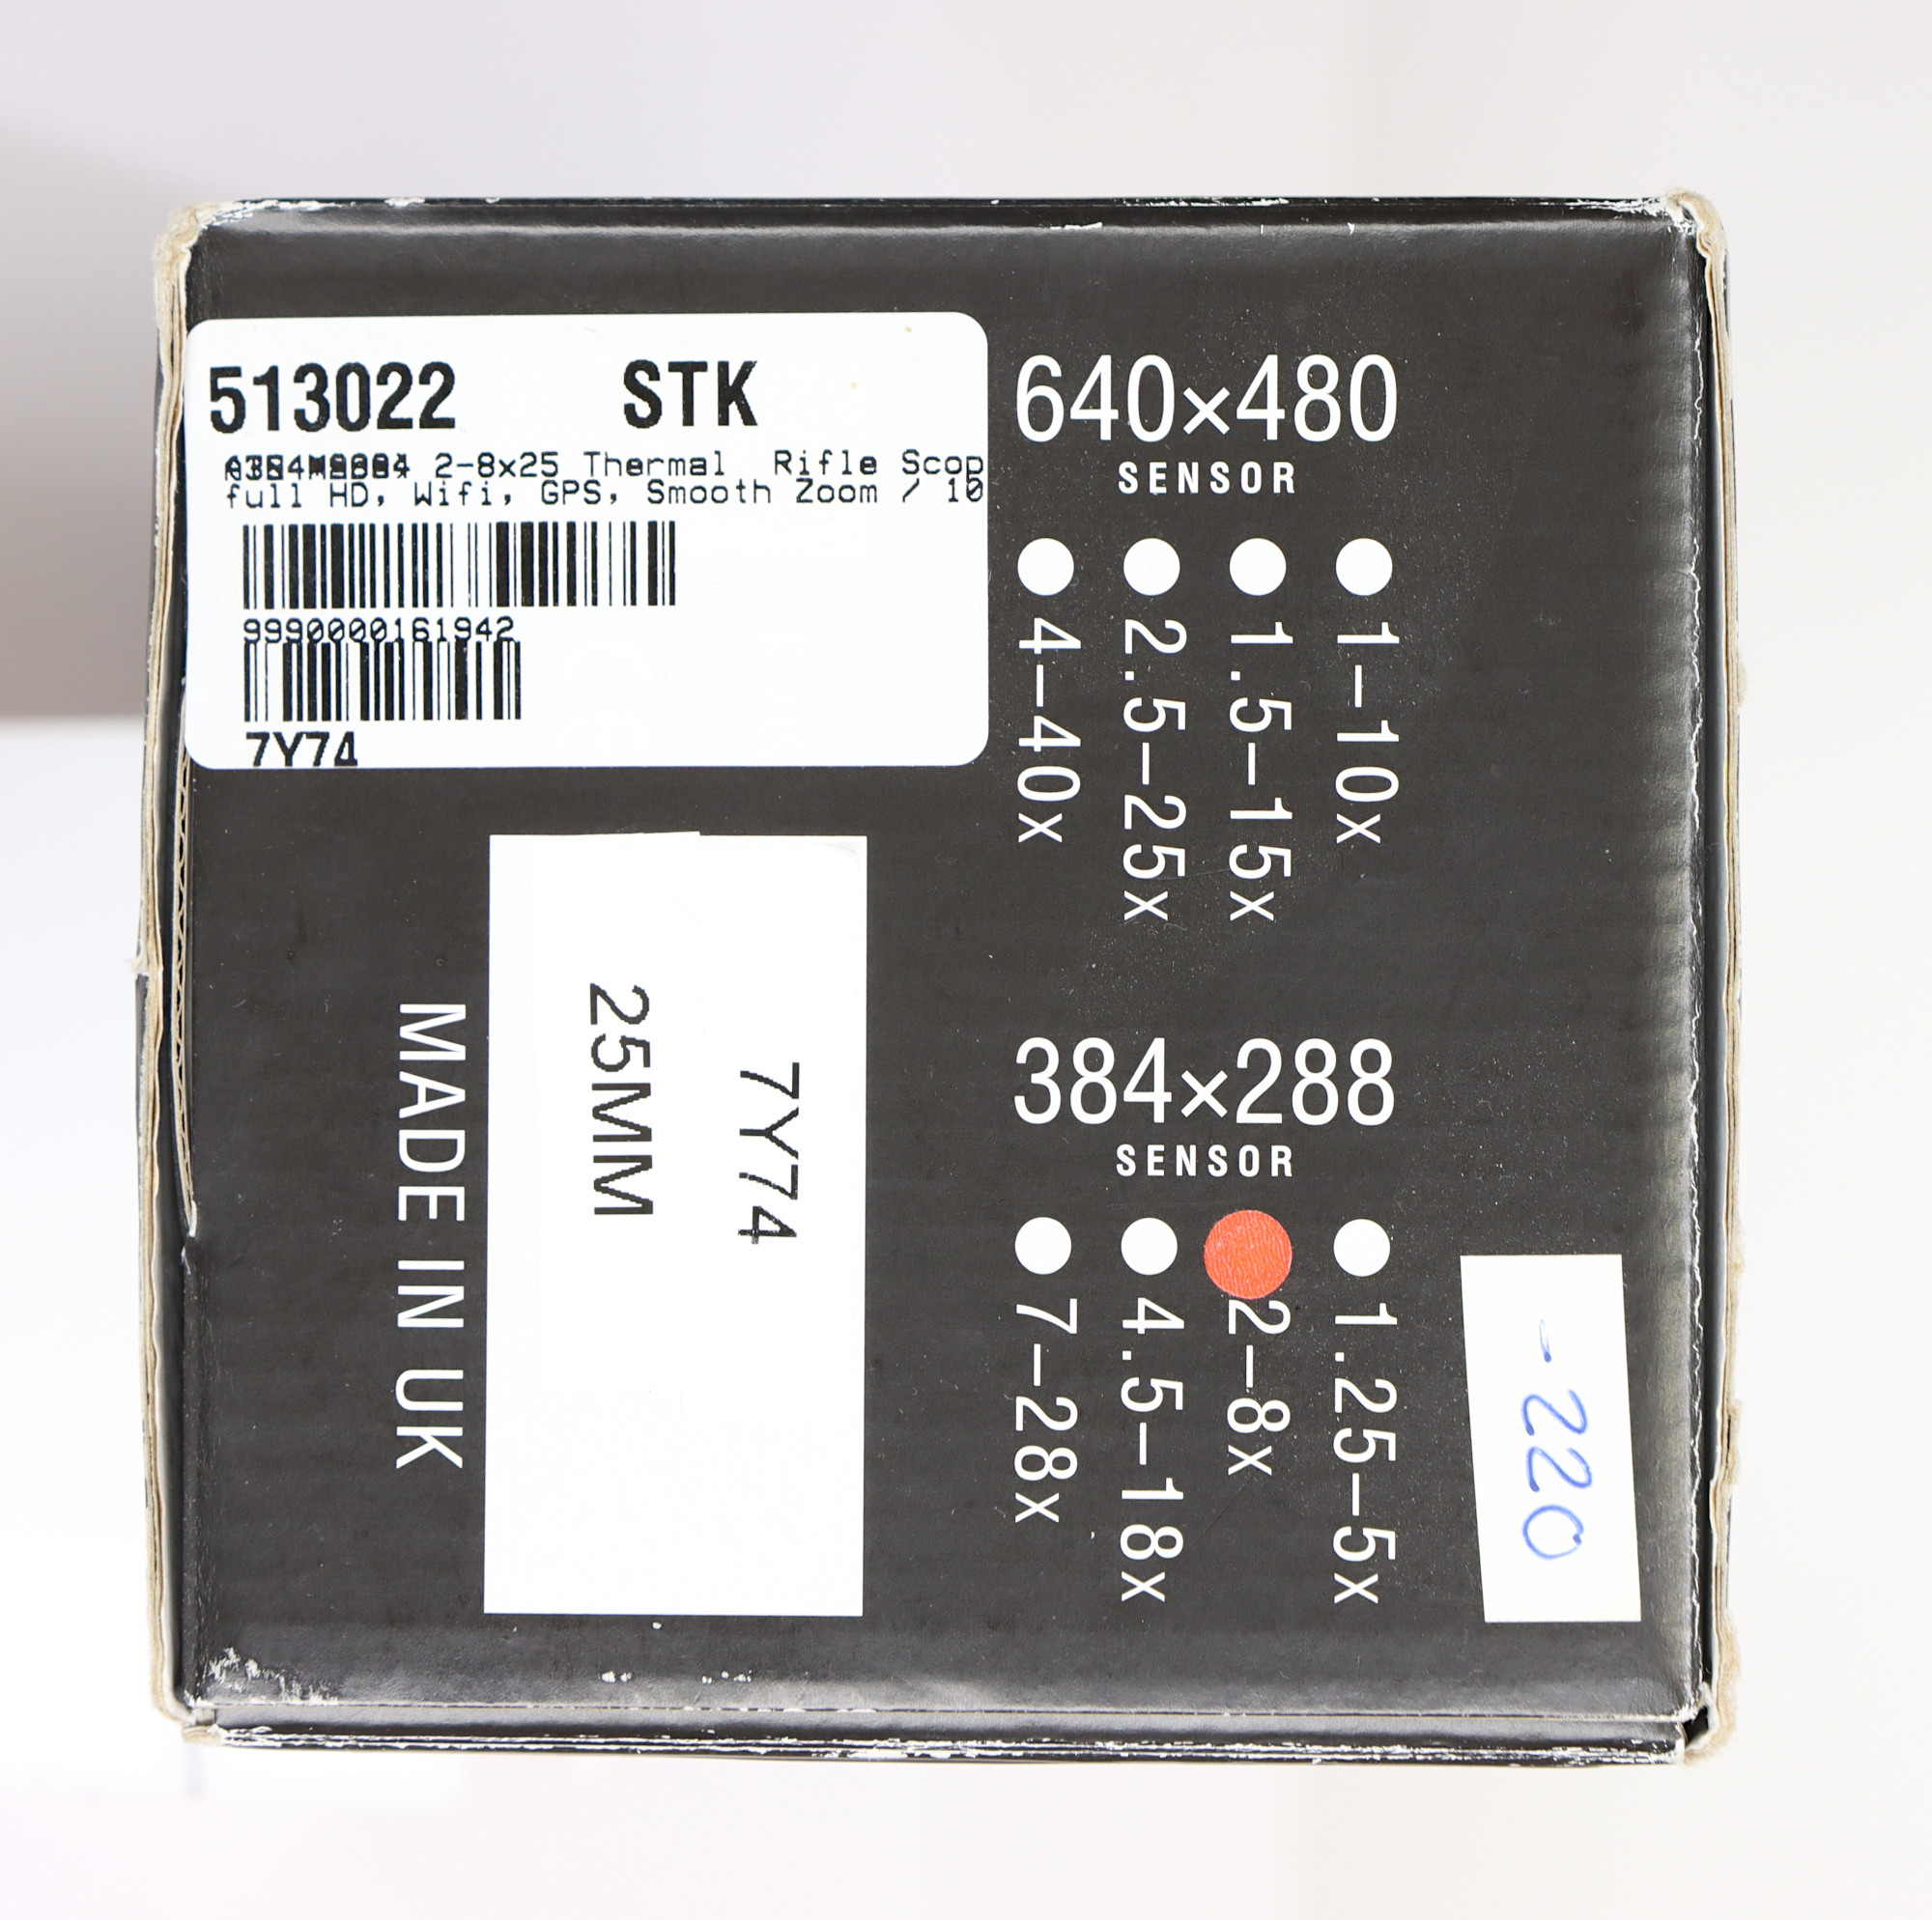 513022 STK
2-8x25 Thermal Rifle Scop
full HD, Wifi, GPS, Smooth Zoom / 10
9990000161942
7Y74
640×480
SENSOR
1-10x
1.5-15x
2.5-25x
4-40x
384×288
SENSOR
1.25-5x
2-8x
4.5-18x
7-28x
7Y74
25MM
MADE IN UK
-220